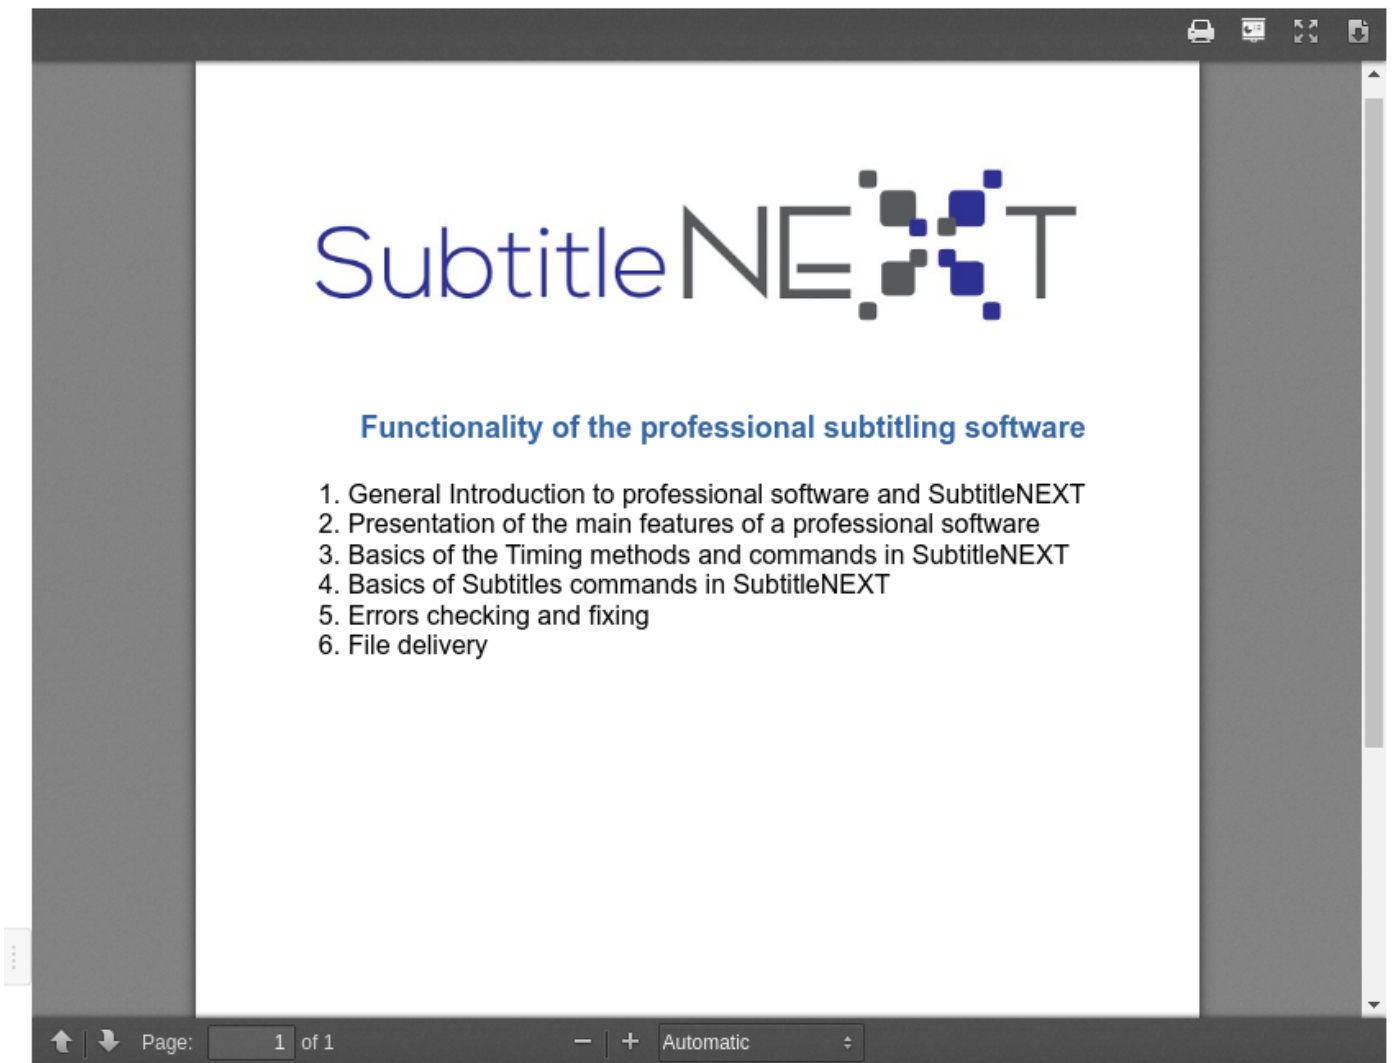 SubtitleNEXT
Functionality of the professional subtitling software
1. General Introduction to professional software and SubtitleNEXT
2. Presentation of the main features of a professional software
3. Basics of the Timing methods and commands in SubtitleNEXT
4. Basics of Subtitles commands in SubtitleNEXT
5. Errors checking and fixing
6. File delivery
Page: 1 of 1 Automatic